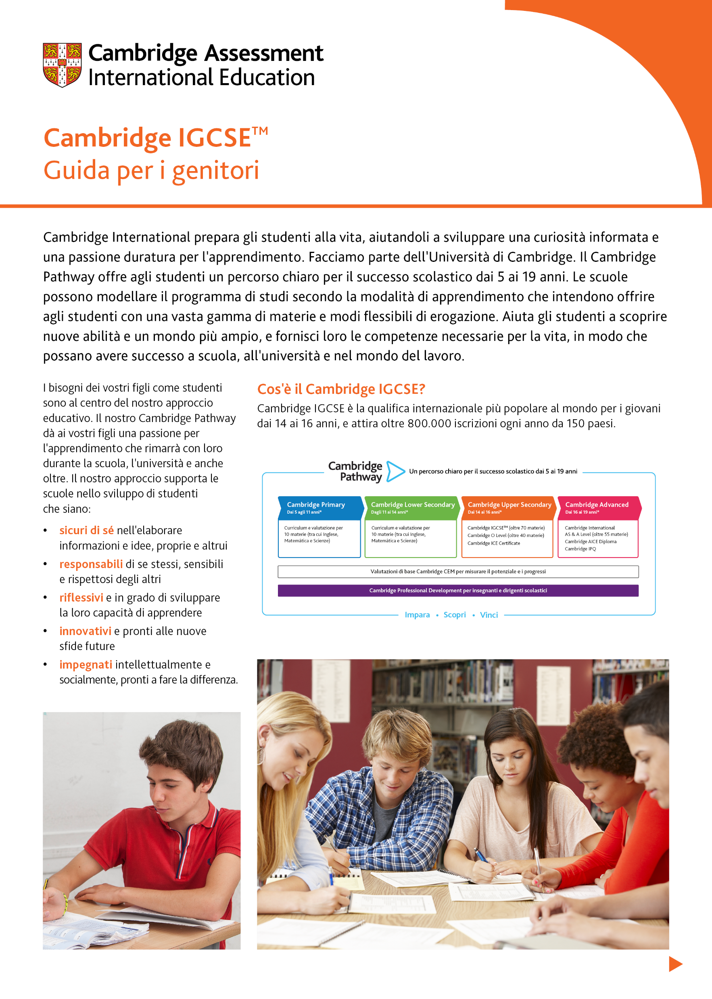 Cambridge Assessment
International Education
Cambridge IGCSE™
Guida per i genitori
Cambridge International prepara gli studenti alla vita, aiutandoli a sviluppare una curiosità informata e
una passione duratura per l'apprendimento. Facciamo parte dell'Università di Cambridge. Il Cambridge
Pathway offre agli studenti un percorso chiaro per il successo scolastico dai 5 ai 19 anni. Le scuole
possono modellare il programma di studi secondo la modalità di apprendimento che intendono offrire
agli studenti con una vasta gamma di materie e modi flessibili di erogazione. Aiuta gli studenti a scoprire
nuove abilità e un mondo più ampio, e fornisci loro le competenze necessarie per la vita, in modo che
possano avere successo a scuola, all'università e nel mondo del lavoro.
I bisogni dei vostri figli come studenti
sono al centro del nostro approccio
educativo. Il nostro Cambridge Pathway
dà ai vostri figli una passione per
l'apprendimento che rimarrà con loro
durante la scuola, l'università e anche
oltre. Il nostro approccio supporta le
scuole nello sviluppo di studenti
che siano:
• sicuri di sé nell'elaborare
informazioni e idee, proprie e altrui
• responsabili di se stessi, sensibili
e rispettosi degli altri
• riflessivi e in grado di sviluppare
la loro capacità di apprendere
• innovativi e pronti alle nuove
sfide future
• impegnati intellettualmente e
socialmente, pronti a fare la differenza.
Cos'è il Cambridge IGCSE?
Cambridge IGCSE è la qualifica internazionale più popolare al mondo per i giovani
dai 14 ai 16 anni, e attira oltre 800.000 iscrizioni ogni anno da 150 paesi.
Cambridge
Pathway
Un percorso chiaro per il successo scolastico dai 5 ai 19 anni
Cambridge Primary
Dai 5 agli 11 anni*
Curriculum e valutazione per
10 materie (tra cui Inglese,
Matematica e Scienze)
Cambridge Lower Secondary
Dagli 11 ai 14 anni*
Curriculum e valutazione per
10 materie (tra cui Inglese,
Matematica e Scienze)
Cambridge Upper Secondary
Dai 14 ai 16 anni*
Cambridge IGCSE™ (oltre 70 materie)
Cambridge O Level (oltre 40 materie)
Cambridge ICE Certificate
Cambridge Advanced
Dai 16 ai 19 anni*
Cambridge International
AS & A Level (oltre 55 materie)
Cambridge AICE Diploma
Cambridge IPQ
Valutazioni di base Cambridge CEM per misurare il potenziale e i progressi
Cambridge Professional Development per insegnanti e dirigenti scolastici
Impara • Scopri • Vinci